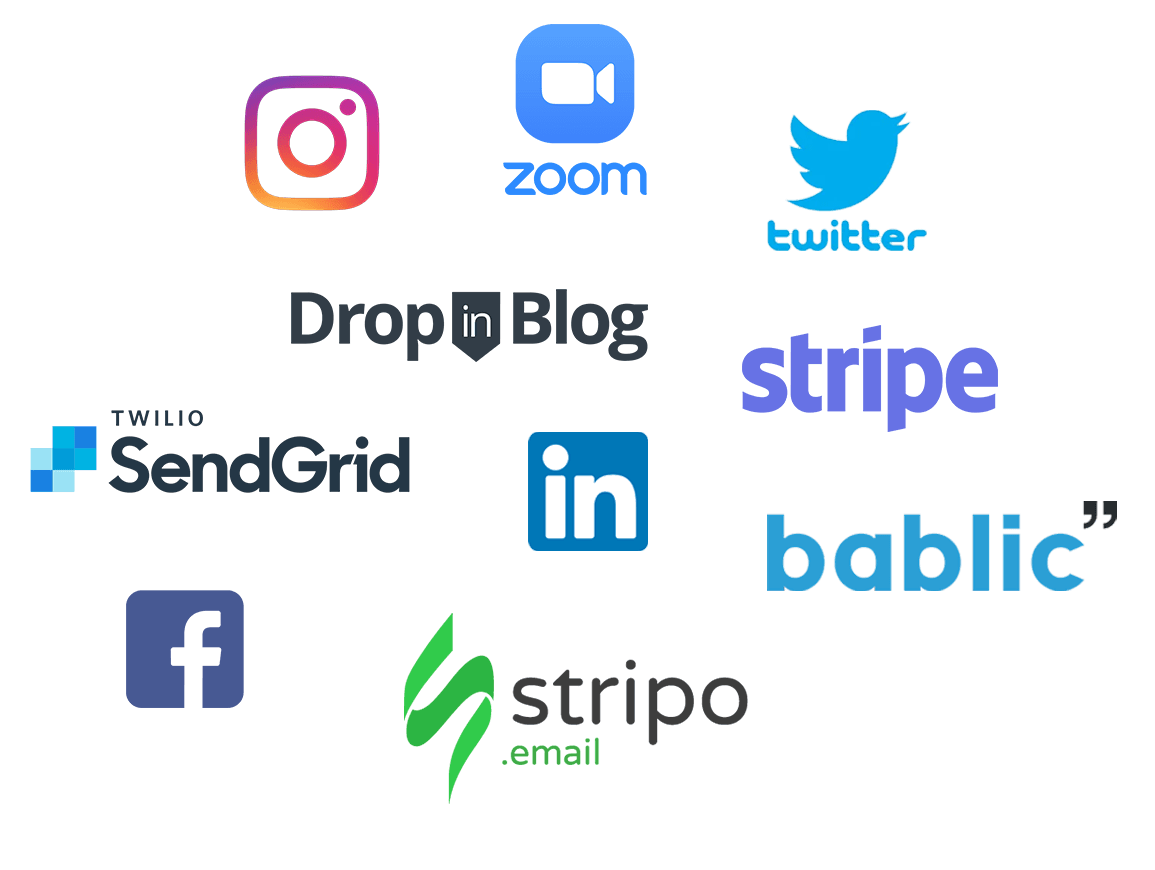 zoom
twitter
Drop in Blog
stripe
TWILIO
SendGrid
in
bablic”
f
stripo
.email